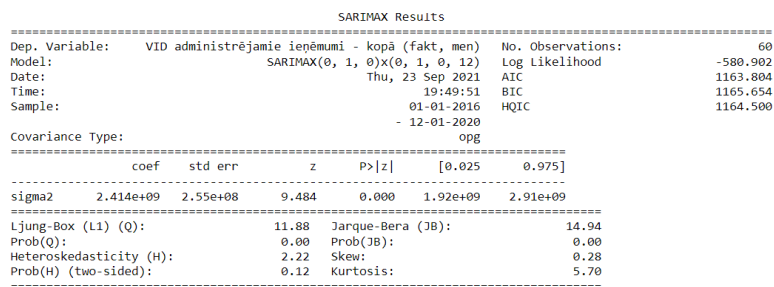 SARIMAX Results
==============================================================================================================
Dep. Variable: VID administrējamie ieņēmumi - kopā (fakt, men) No. Observations: 60
Model: SARIMAX(0, 1, 0)x(0, 1, 0, 12) Log Likelihood -580.902
Date: Thu, 23 Sep 2021 AIC 1163.804
Time: 19:49:51 BIC 1165.654
Sample: 01-01-2016 HQIC 1164.500
- 12-01-2020
Covariance Type: opg
==============================================================================
coef std err z P>|z| [0.025 0.975]
------------------------------------------------------------------------------
sigma2 2.414e+09 2.55e+08 9.484 0.000 1.92e+09 2.91e+09
===================================================================================
Ljung-Box (L1) (Q): 11.88 Jarque-Bera (JB): 14.94
Prob(Q): 0.00 Prob(JB): 0.00
Heteroskedasticity (H): 2.22 Skew: 0.28
Prob(H) (two-sided): 0.12 Kurtosis: 5.70
===================================================================================